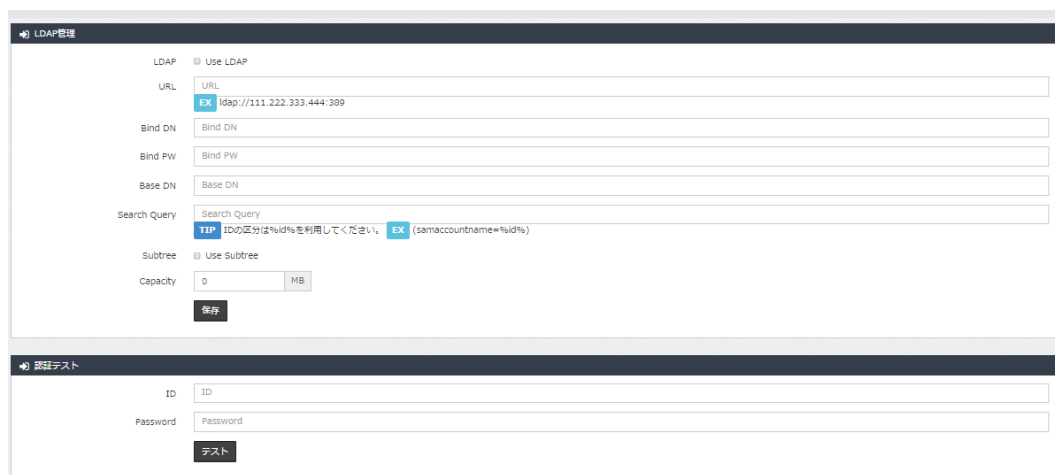 LDAP管理
LDAP Use LDAP
URL URL
EX ldap://111.222.333.444:389
Bind DN Bind DN
Bind PW Bind PW
Base DN Base DN
Search Query Search Query
TIP IDの区分は%id%を利用してください。 EX (samaccountname=%id%)
Subtree Use Subtree
Capacity 0 MB
保存
認証テスト
ID ID
Password Password
テスト